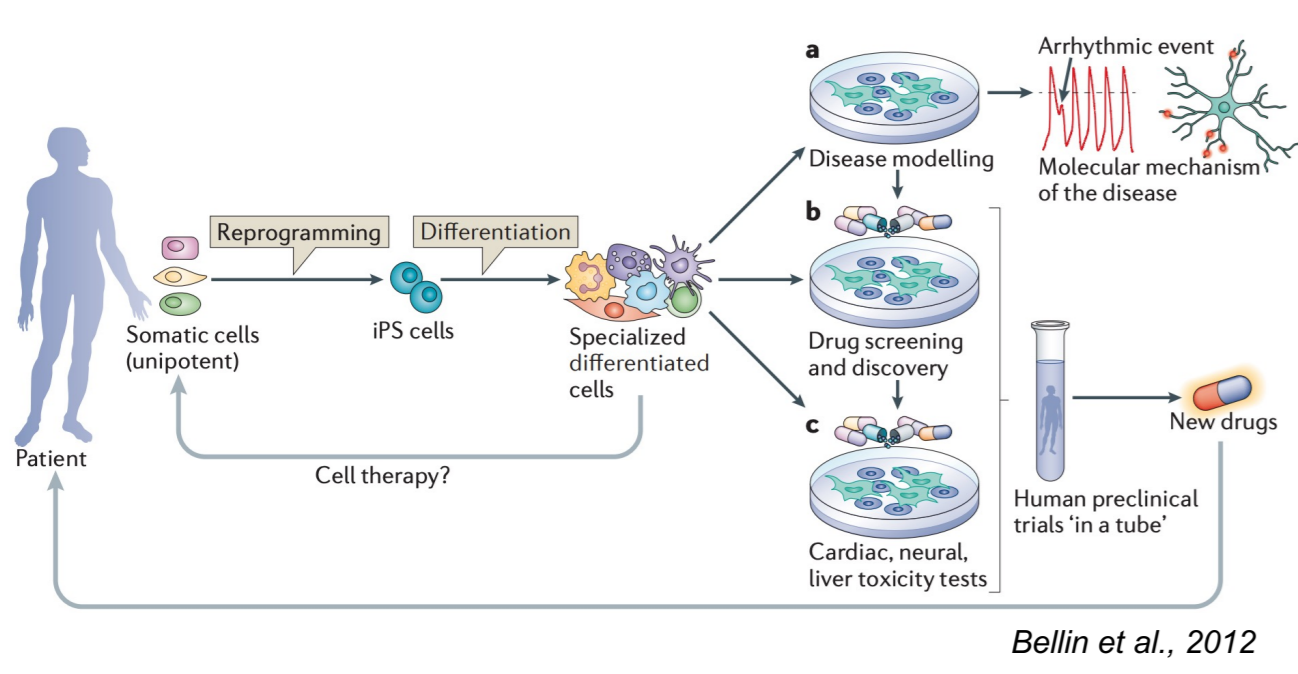 Reprogramming
Differentiation
Somatic cells
(unipotent)
iPS cells
Specialized
differentiated
cells
Patient
Cell therapy?
a
Disease modelling
Arrhythmic event
Molecular mechanism
of the disease
b
Drug screening
and discovery
c
Cardiac, neural,
liver toxicity tests
Human preclinical
trials ‘in a tube’
New drugs
Bellin et al., 2012